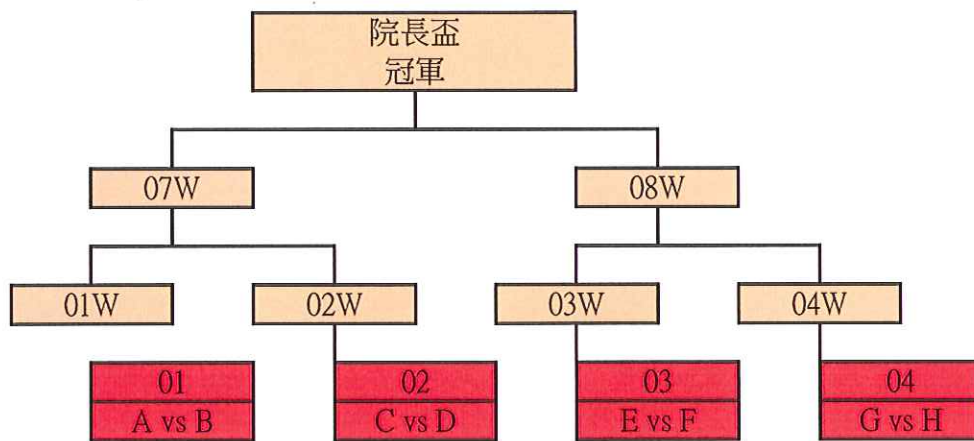 院長盃
冠軍
07W
08W
01W
02W
03W
04W
01
02
03
04
A vs B
C vs D
E vs F
G vs H